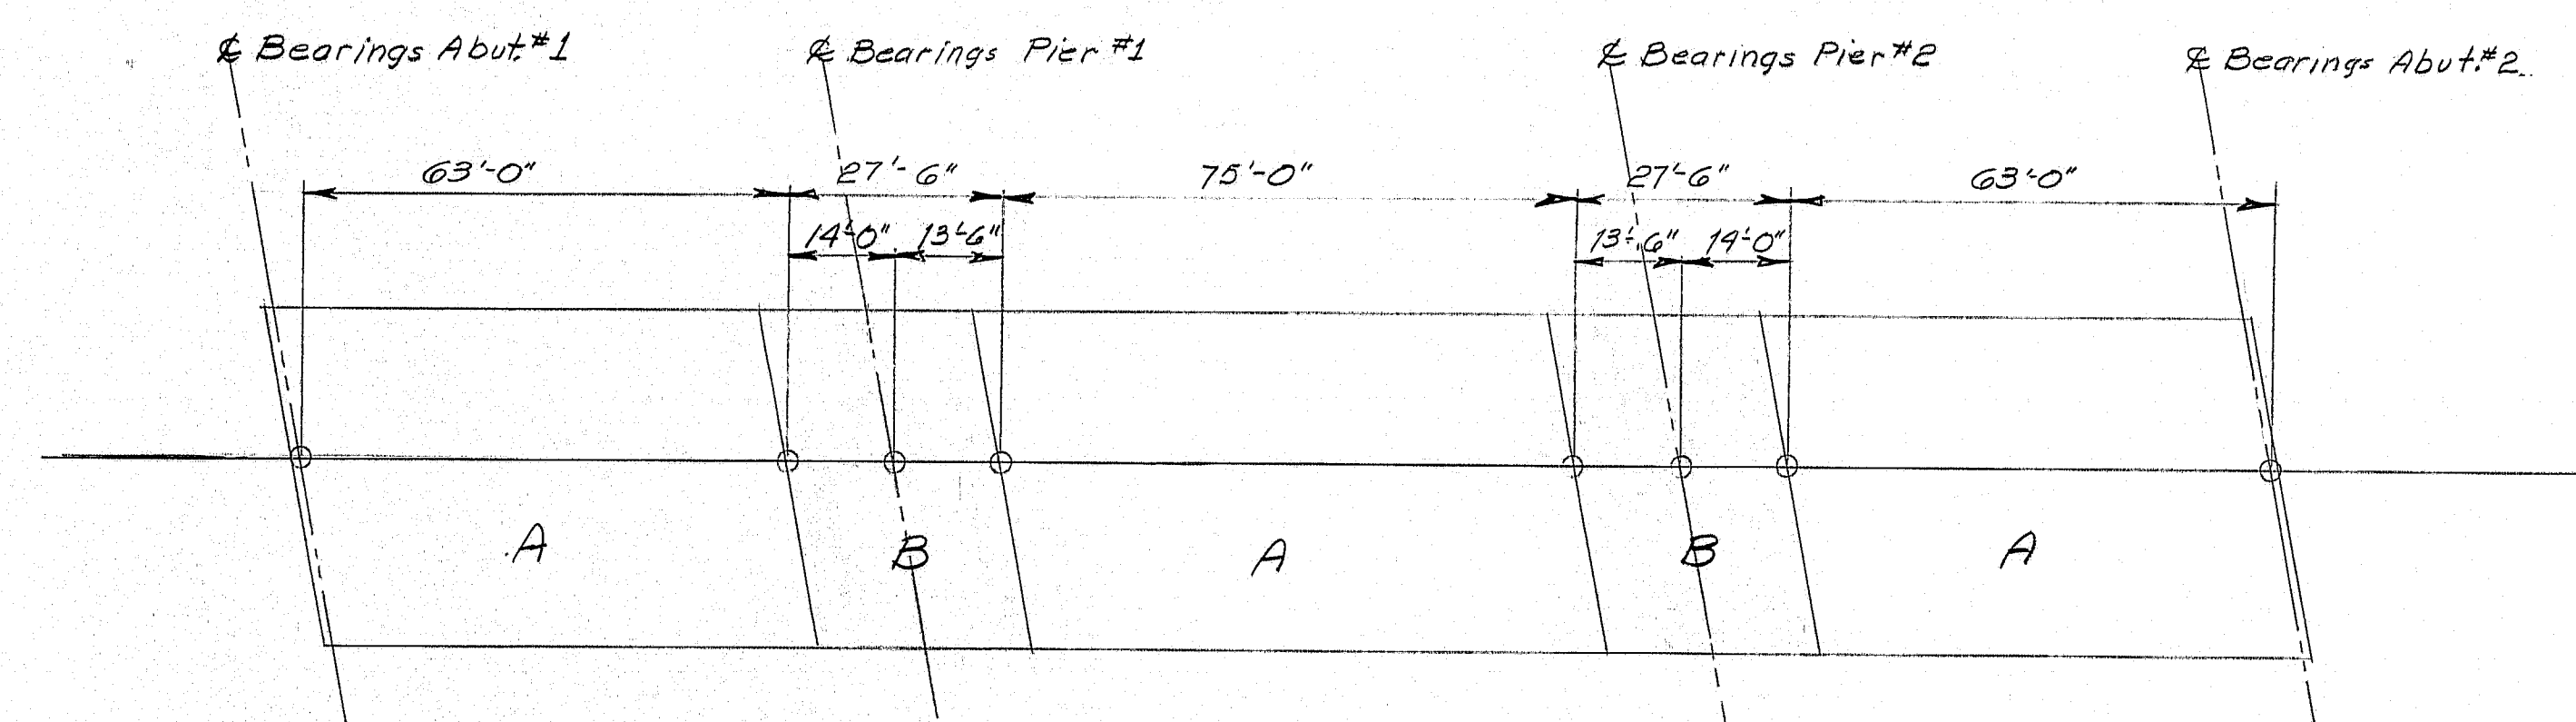 ℄ Bearings Abut. #1
℄ Bearings Pier #1
℄ Bearings Pier #2
℄ Bearings Abut. #2
63'-0"
27'-6"
75'-0"
27'-6"
63'-0"
14'-0"
13'-6"
13'-6"
14'-0"
A
B
A
B
A